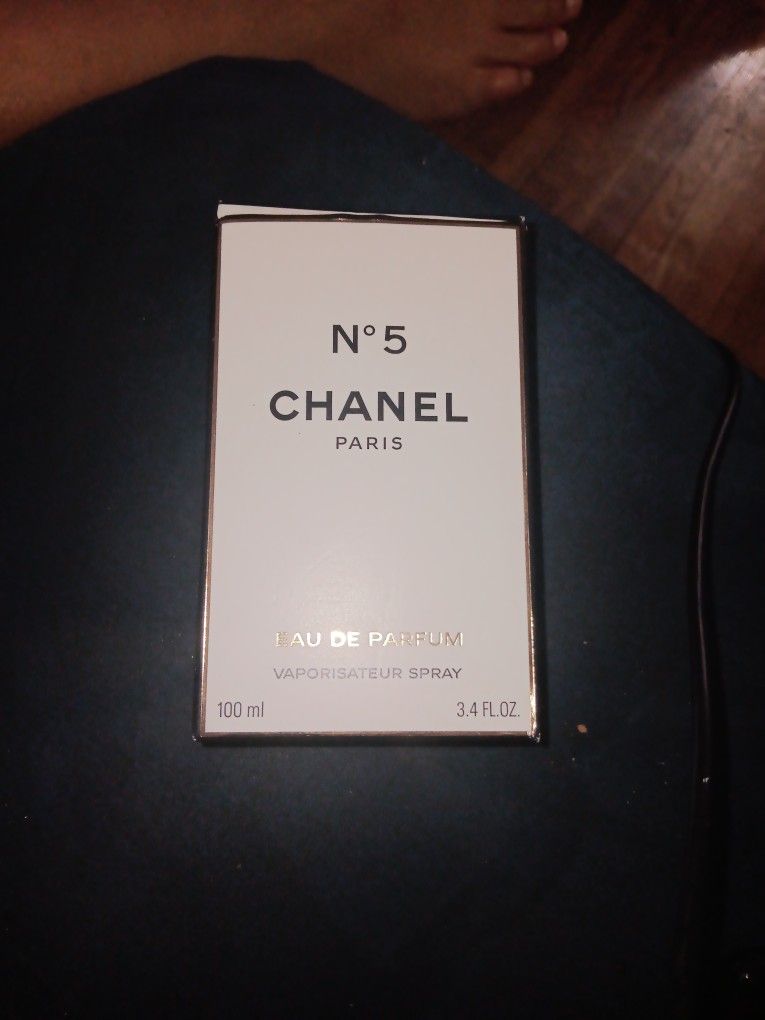 N° 5
CHANEL
PARIS
EAU DE PARFUM
VAPORISATEUR SPRAY
100 ml 3.4 FL.OZ.